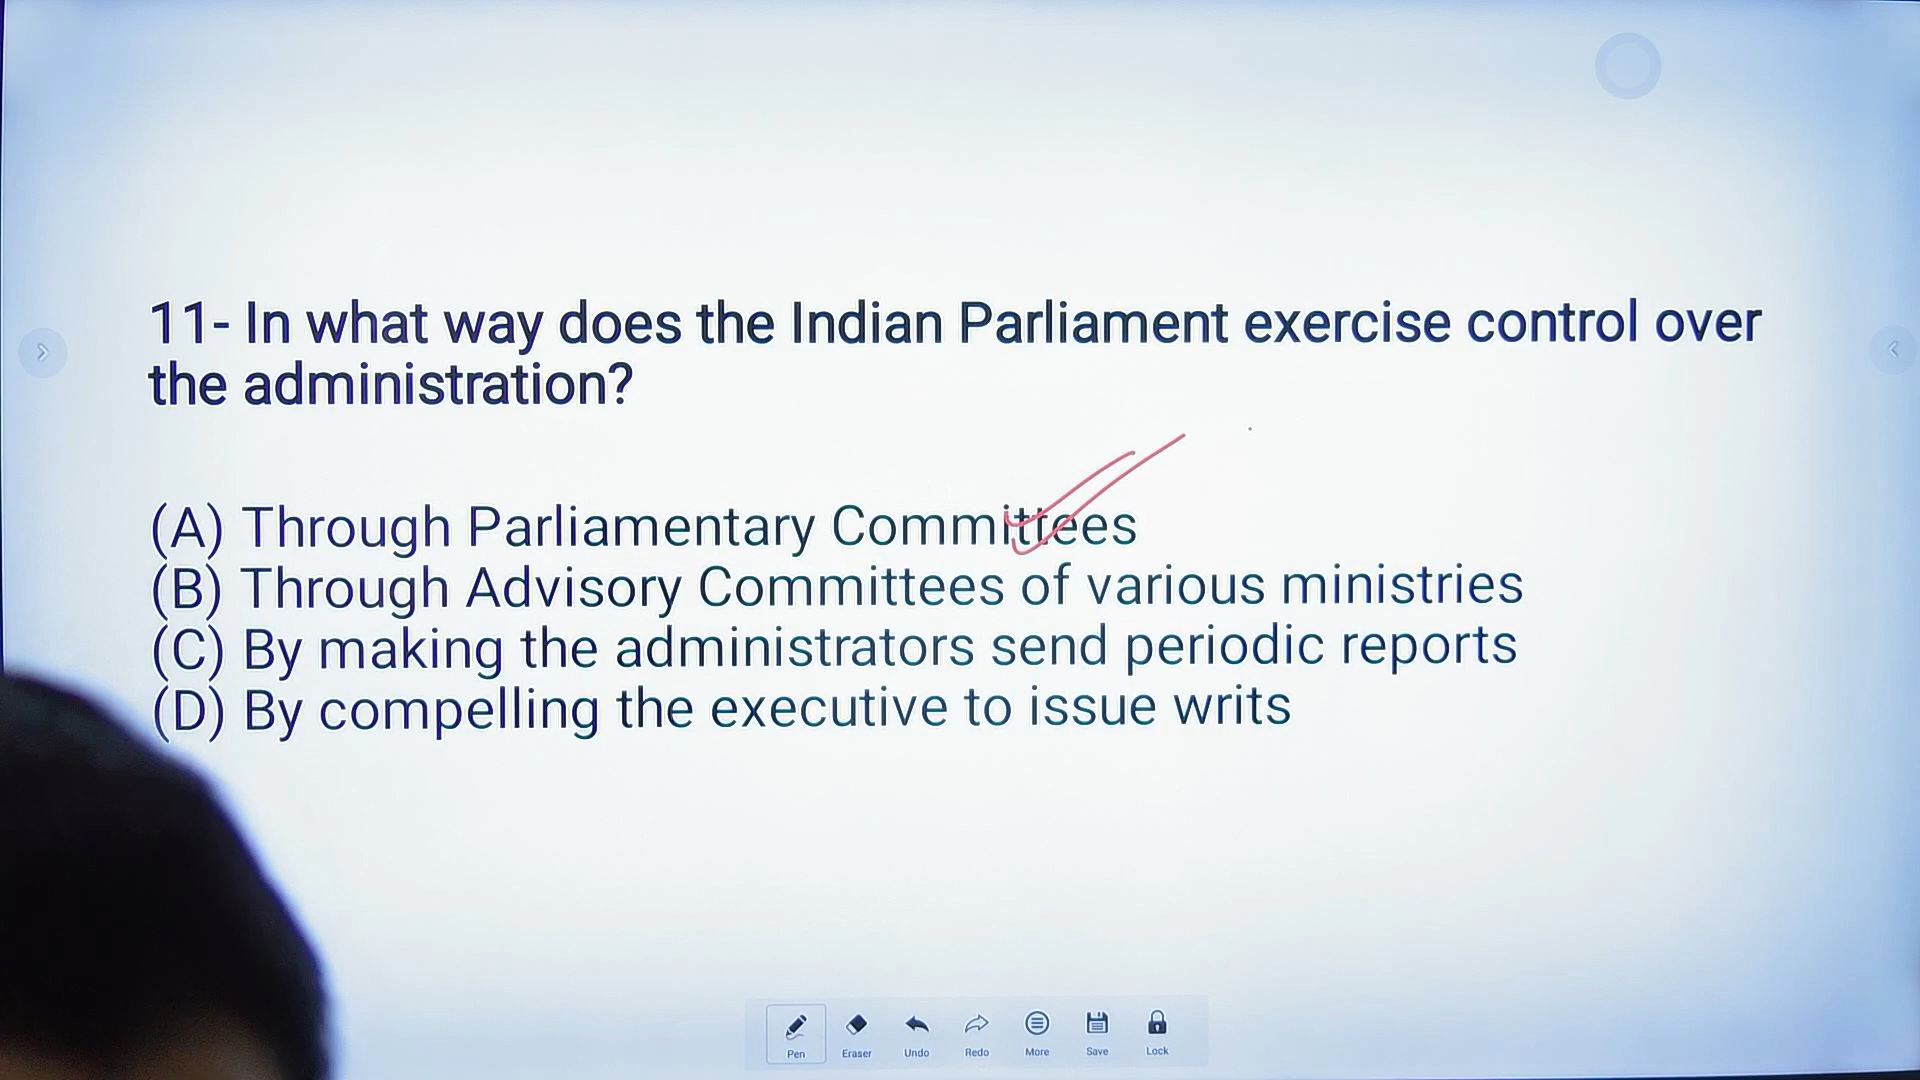 11- In what way does the Indian Parliament exercise control over
the administration?
(A) Through Parliamentary Committees
(B) Through Advisory Committees of various ministries
(C) By making the administrators send periodic reports
(D) By compelling the executive to issue writs
Pen Eraser Undo Redo More Save Lock